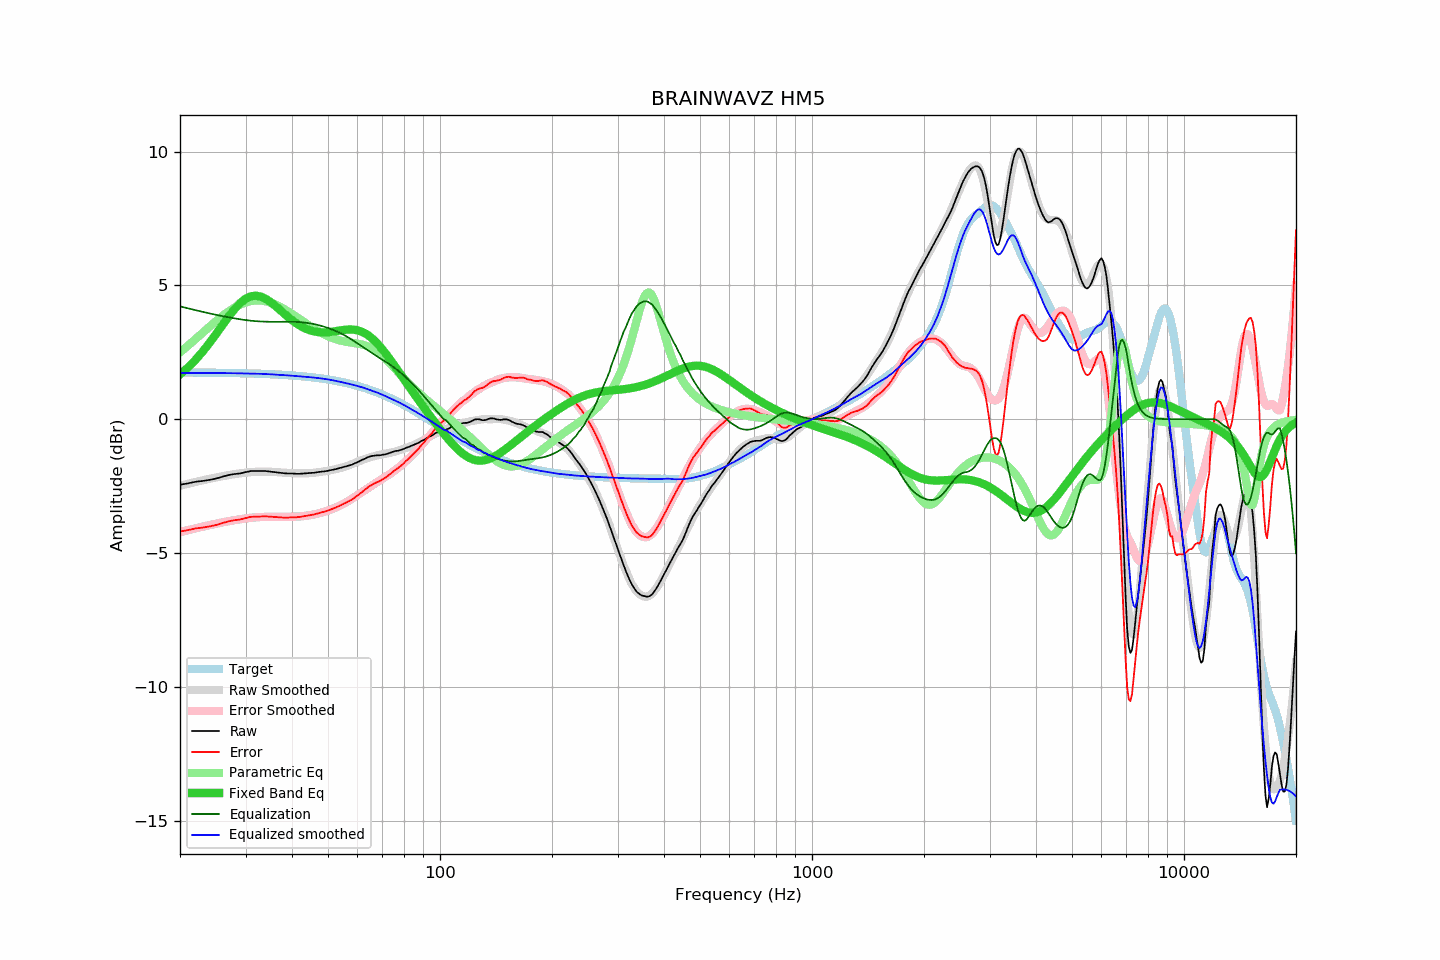 BRAINWAVZ HM5
Amplitude (dBr)
10
5
0
−5
−10
−15
Target
Raw Smoothed
Error Smoothed
Raw
Error
Parametric Eq
Fixed Band Eq
Equalization
Equalized smoothed
100
1000
10000
Frequency (Hz)